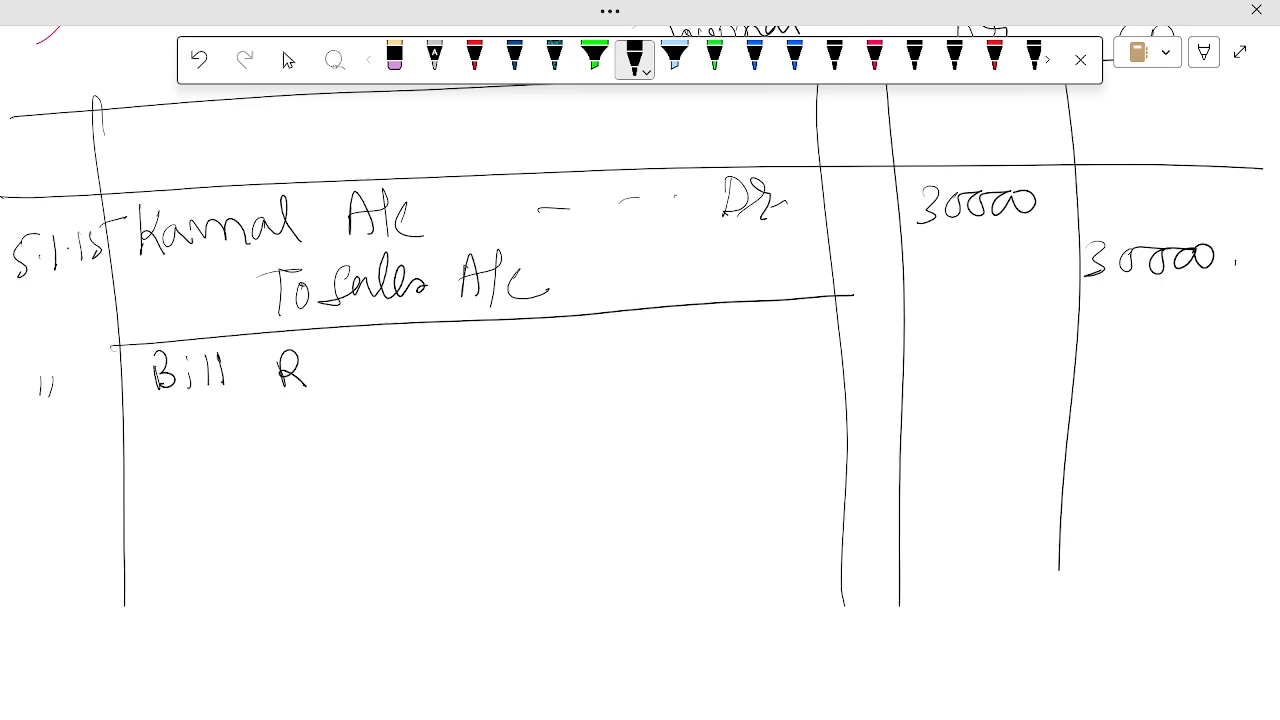 5.1.15 Kamal A/c - - - Dr 30000
To Sales A/c 30000.
" Bill R